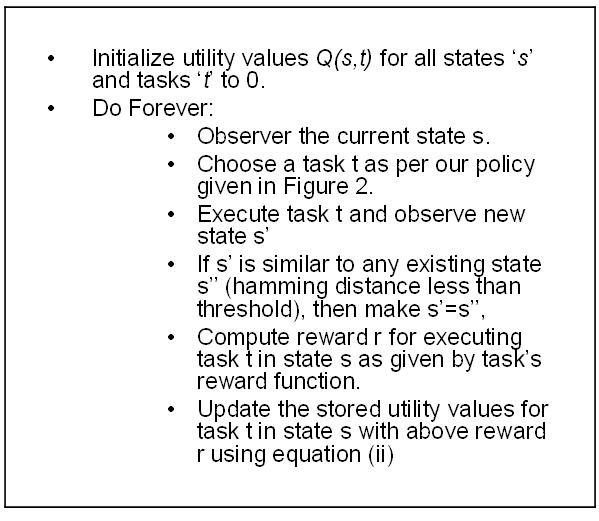 • Initialize utility values Q(s,t) for all states ‘s’
and tasks ‘t’ to 0.
• Do Forever:
• Observer the current state s.
• Choose a task t as per our policy
given in Figure 2.
• Execute task t and observe new
state s’
• If s’ is similar to any existing state
s’’ (hamming distance less than
threshold), then make s’=s’’,
• Compute reward r for executing
task t in state s as given by task’s
reward function.
• Update the stored utility values for
task t in state s with above reward
r using equation (ii)